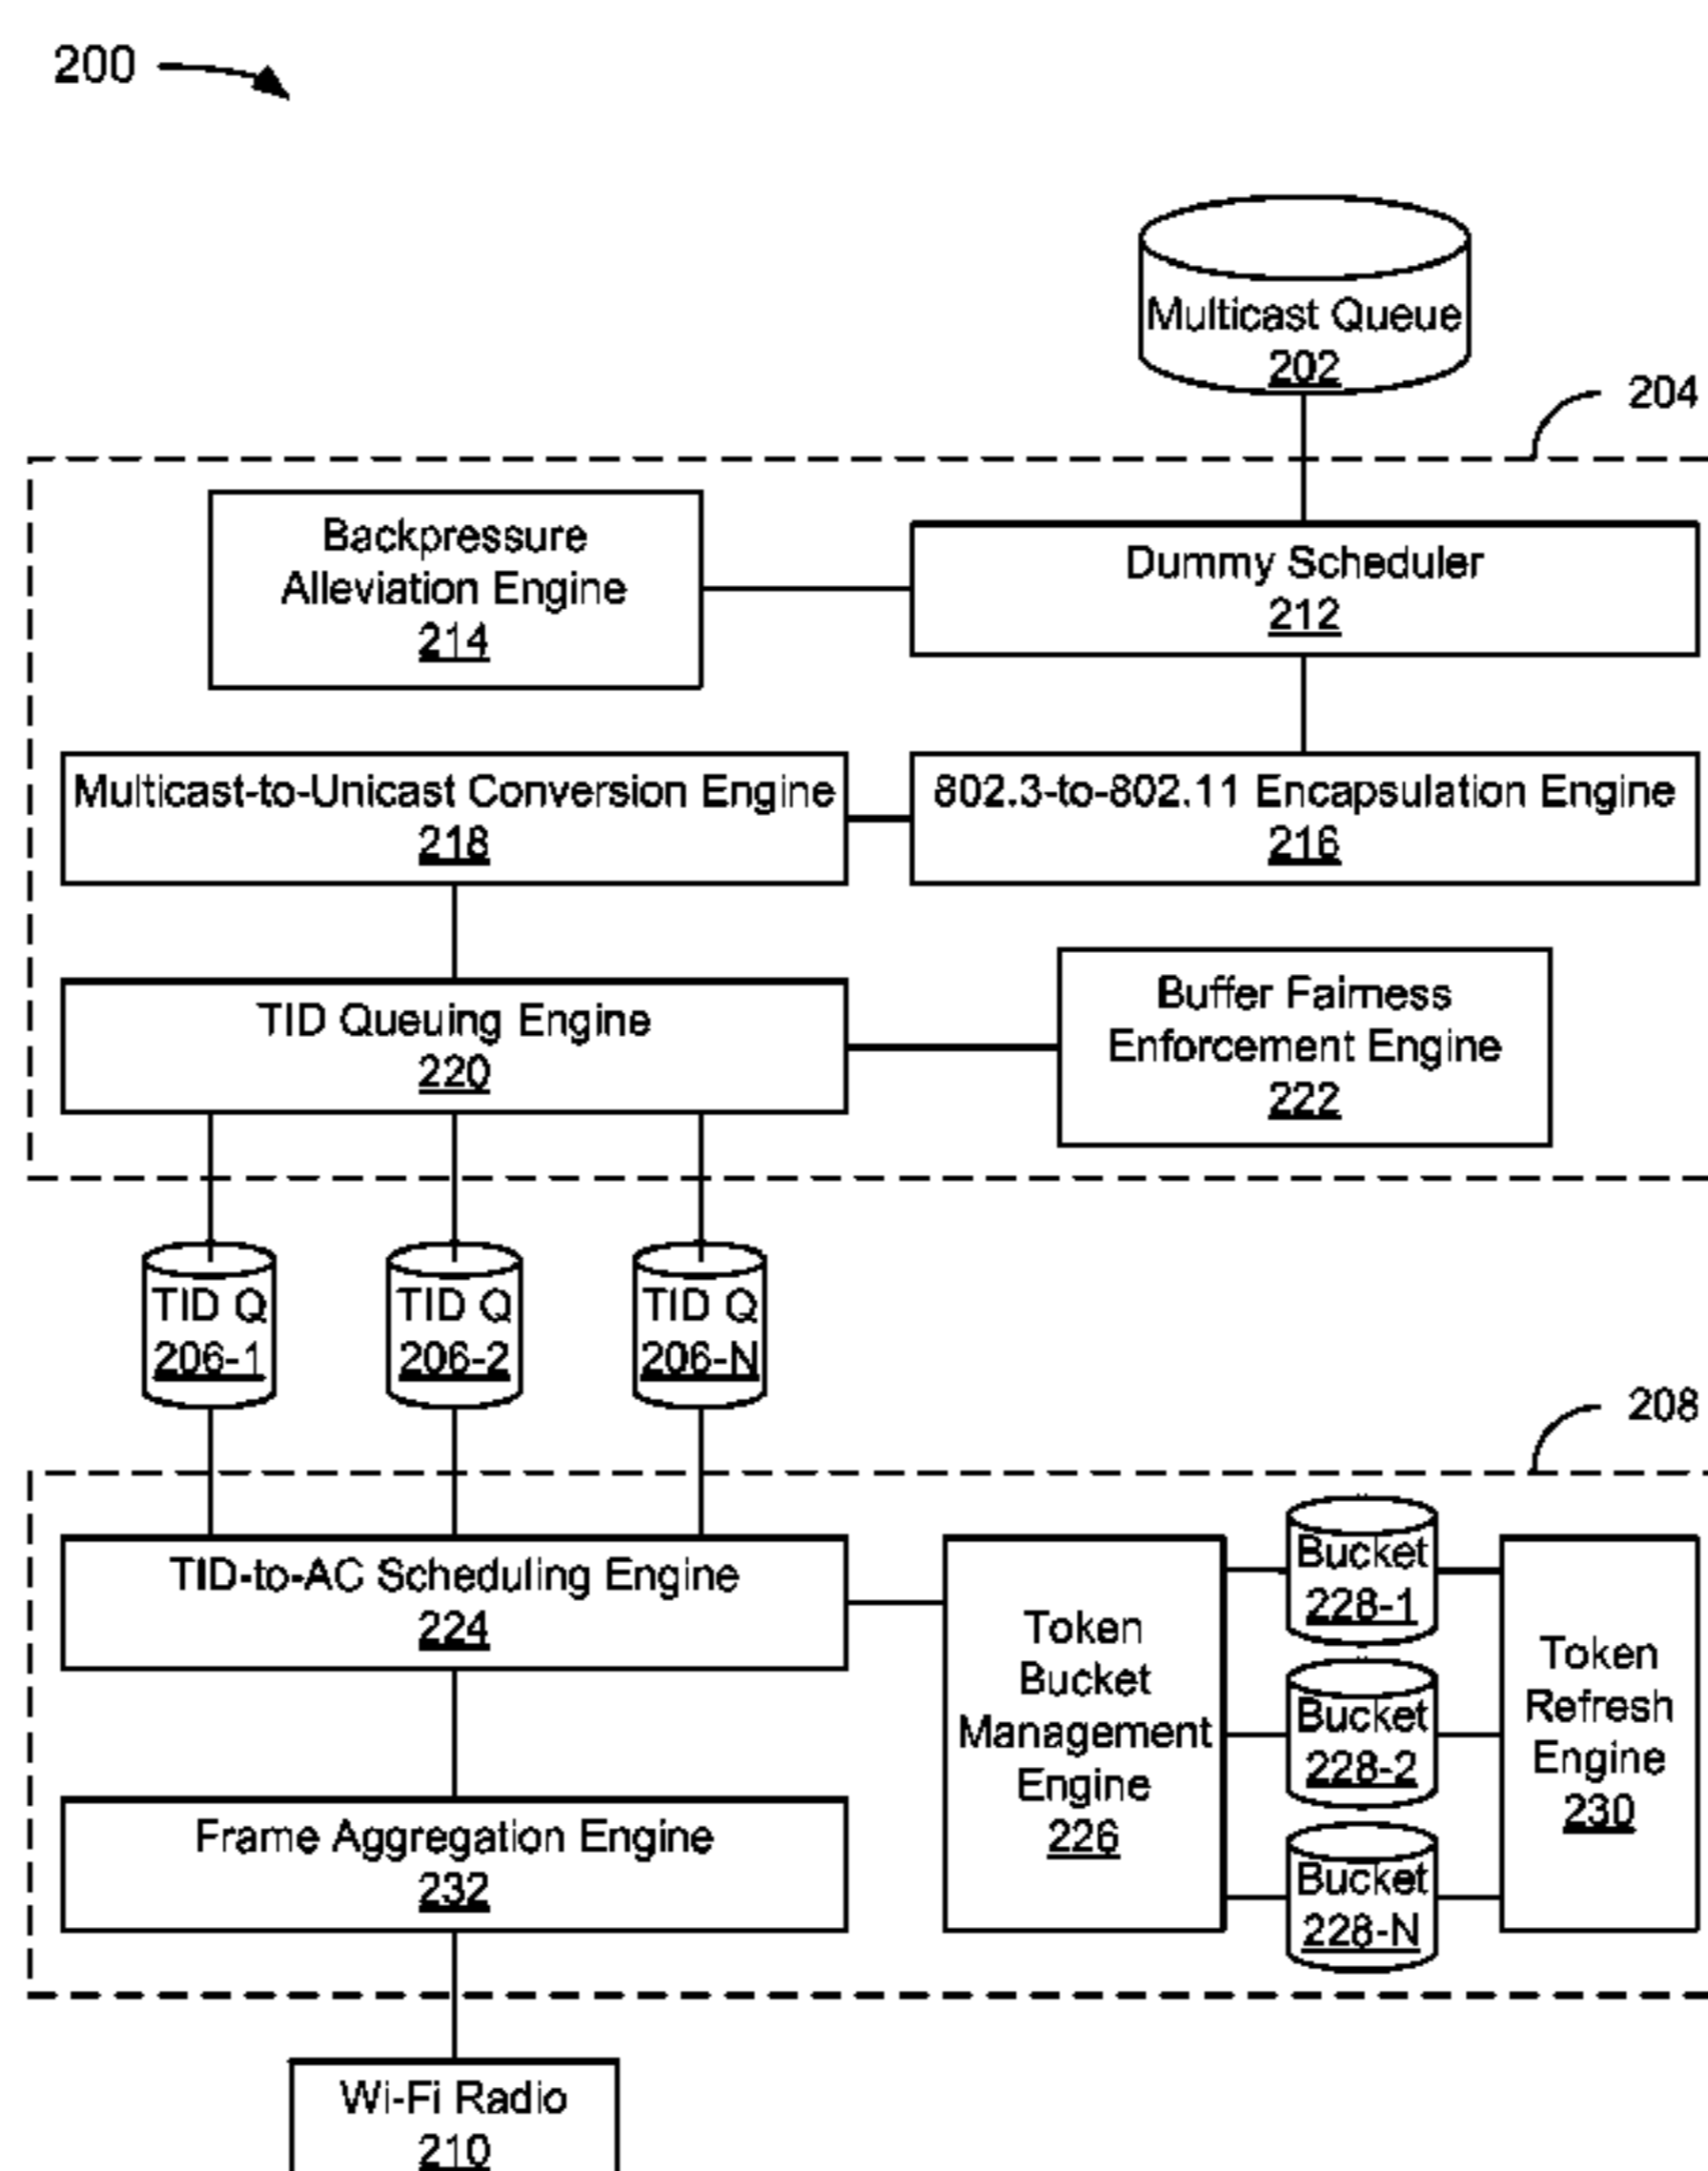 200
Multicast Queue
202
204
Backpressure
Alleviation Engine
214
Dummy Scheduler
212
Multicast-to-Unicast Conversion Engine
218
802.3-to-802.11 Encapsulation Engine
216
TID Queuing Engine
220
Buffer Fairness
Enforcement Engine
222
TID Q
206-1
TID Q
206-2
TID Q
206-N
208
TID-to-AC Scheduling Engine
224
Token
Bucket
Management
Engine
226
Bucket
228-1
Bucket
228-2
Bucket
228-N
Token
Refresh
Engine
230
Frame Aggregation Engine
232
Wi-Fi Radio
210